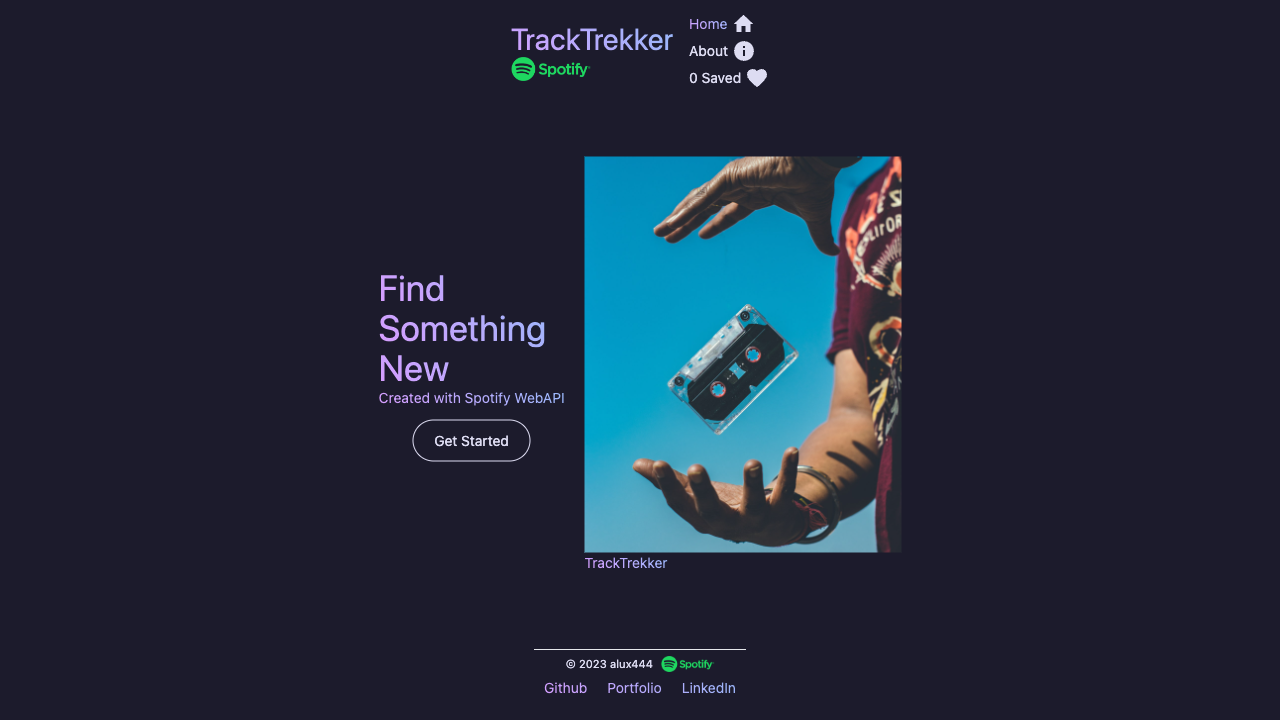 TrackTrekker
Spotify
Home
About
0 Saved
Find
Something
New
Created with Spotify WebAPI
Get Started
TrackTrekker
© 2023 alux444 Spotify
Github Portfolio LinkedIn